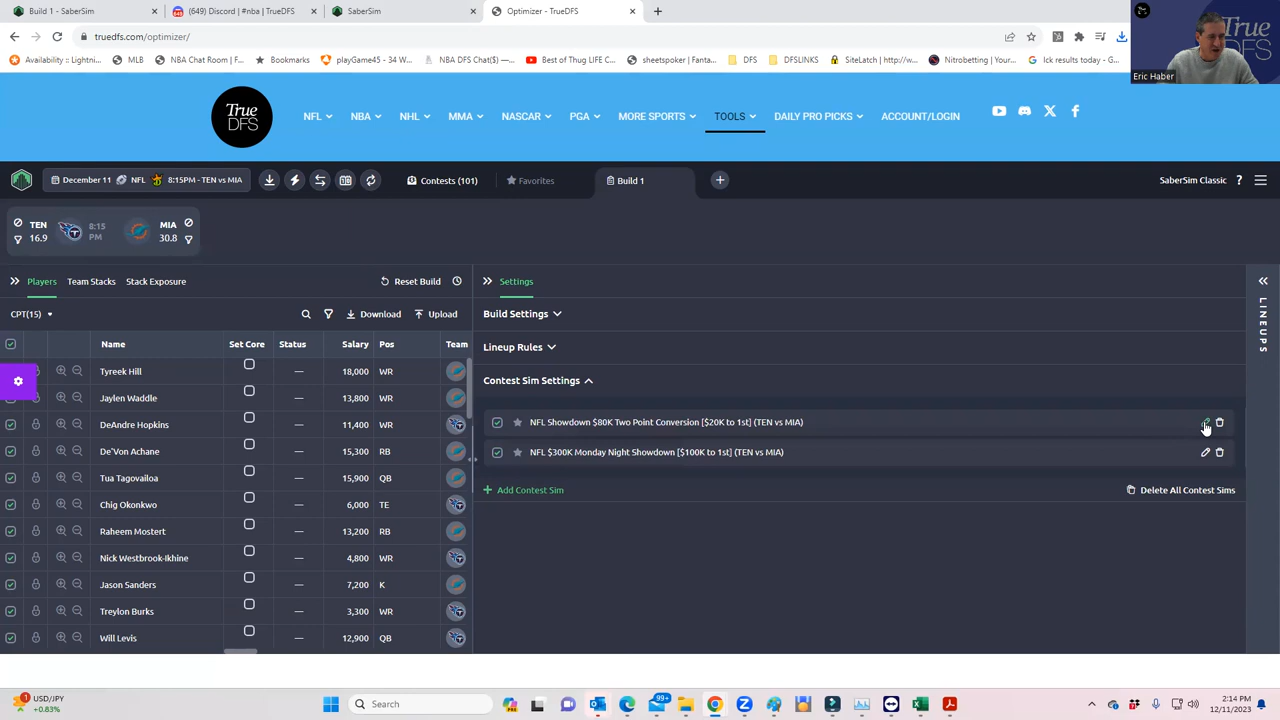 Build 1 - SaberSim
(649) Discord | #nba | TrueDFS
SaberSim
Optimizer - TrueDFS
truedfs.com/optimizer/
Availability :: Lightni...
MLB
NBA Chat Room | F...
Bookmarks
playGame45 - 34 W...
NBA DFS Chat($) —...
Best of Thug LIFE C...
sheetspoker | Fanta...
DFS
DFSLINKS
SiteLatch | http://w...
Nitrobetting | Your...
Ick results today - G...
True
DFS
Eric Haber
True
DFS
NFL
NBA
NHL
MMA
NASCAR
PGA
MORE SPORTS
TOOLS
DAILY PRO PICKS
ACCOUNT/LOGIN
December 11 NFL 8:15PM - TEN vs MIA
Contests (101)
Favorites
Build 1
SaberSim Classic
TEN 8:15 MIA
16.9 PM 30.8
Players
Team Stacks
Stack Exposure
Reset Build
Settings
CPT(15)
Download
Upload
Build Settings
Lineup Rules
Contest Sim Settings
NFL Showdown $80K Two Point Conversion [$20K to 1st] (TEN vs MIA)
NFL $300K Monday Night Showdown [$100K to 1st] (TEN vs MIA)
Add Contest Sim
Delete All Contest Sims
LINEUPS
Name Set Core Status Salary Pos Team
Tyreek Hill — 18,000 WR
Jaylen Waddle — 13,800 WR
DeAndre Hopkins — 11,400 WR
De'Von Achane — 15,300 RB
Tua Tagovailoa — 15,900 QB
Chig Okonkwo — 6,000 TE
Raheem Mostert — 13,200 RB
Nick Westbrook-Ikhine — 4,800 WR
Jason Sanders — 7,200 K
Treylon Burks — 3,300 WR
Will Levis — 12,900 QB
USD/JPY
+0.83%
Search
99+
2:14 PM
12/11/2023